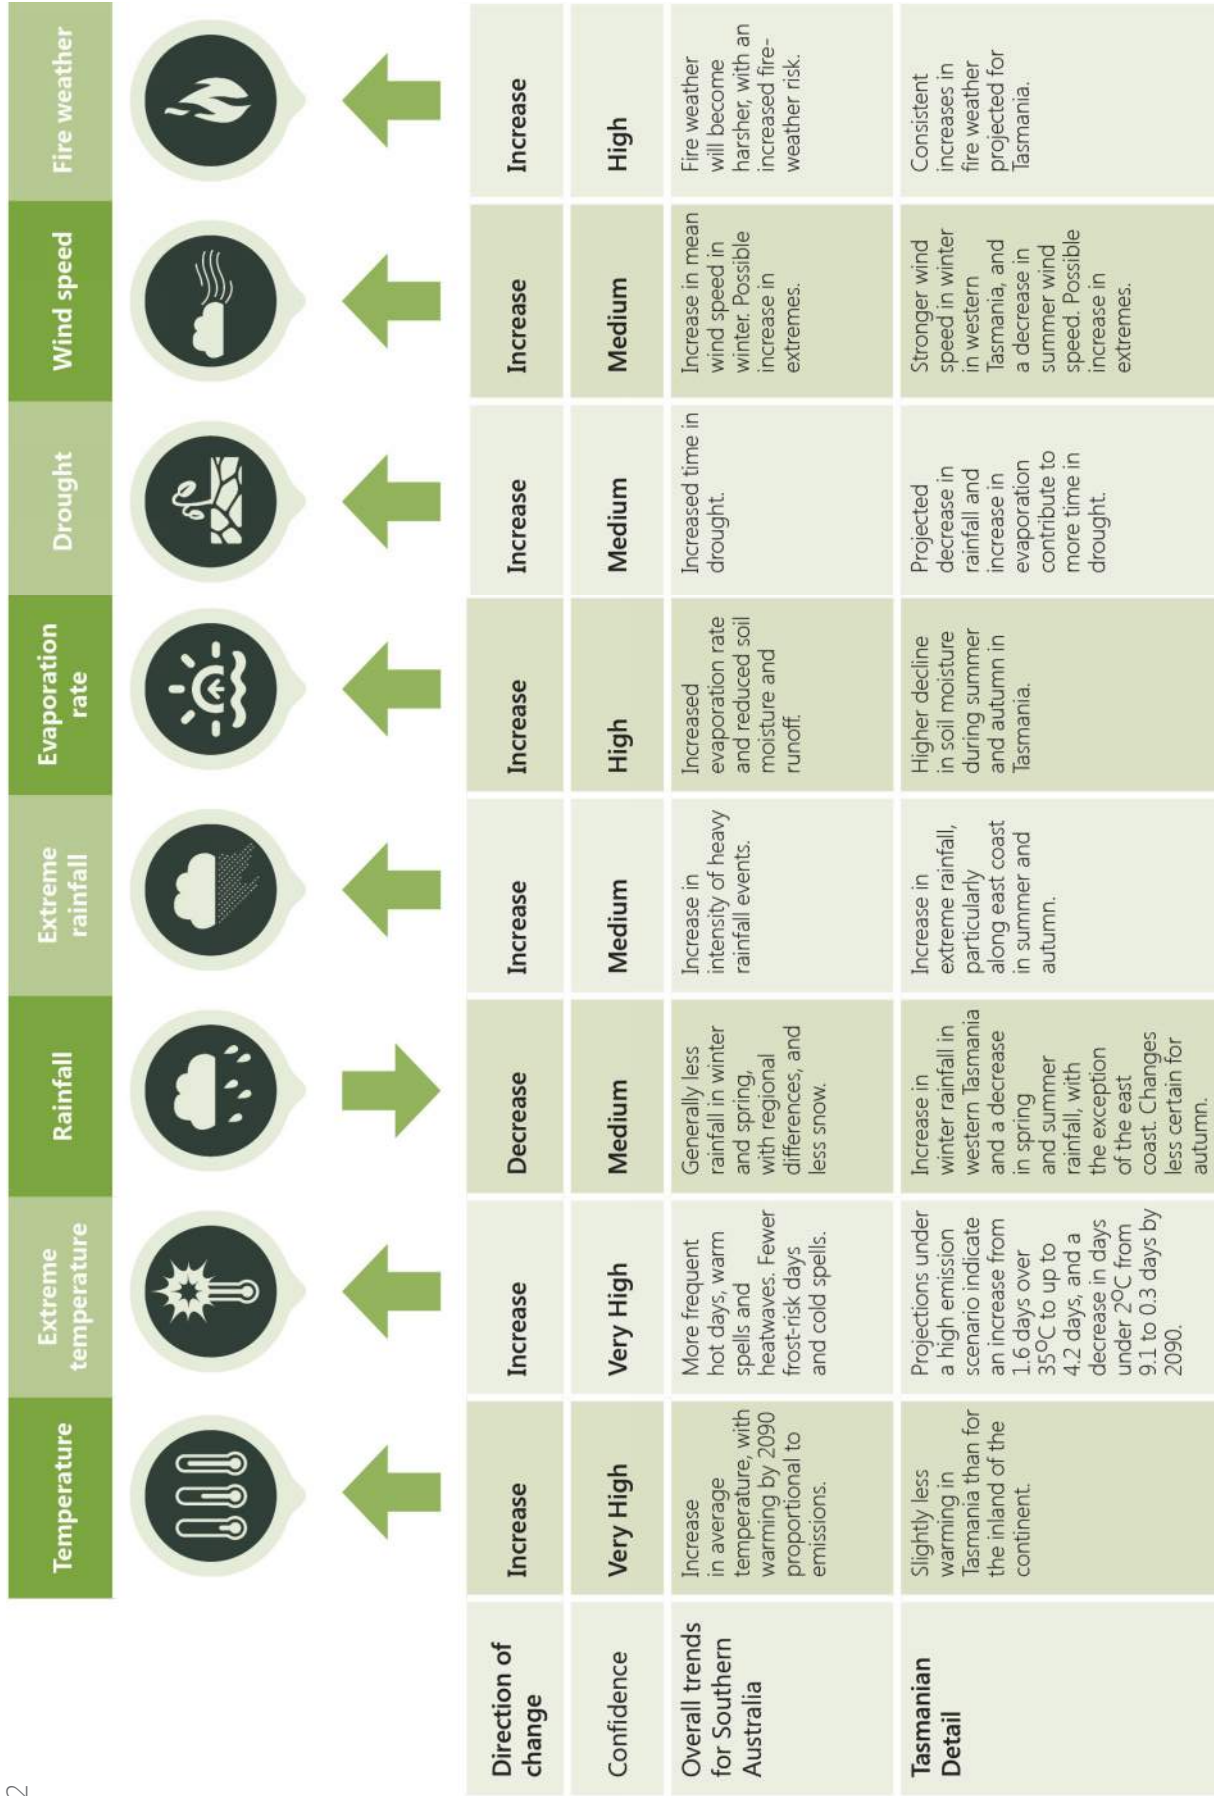 Temperature
Extreme
temperature
Rainfall
Extreme
rainfall
Evaporation
rate
Drought
Wind speed
Fire weather
Direction of
change
Increase
Increase
Decrease
Increase
Increase
Increase
Increase
Increase
Confidence
Very High
Very High
Medium
Medium
High
Medium
Medium
High
Overall trends
for Southern
Australia
Increase
in average
temperature, with
warming by 2090
proportional to
emissions.
More frequent
hot days, warm
spells and
heatwaves. Fewer
frost-risk days
and cold spells.
Generally less
rainfall in winter
and spring,
with regional
differences, and
less snow.
Increase in
intensity of heavy
rainfall events.
Increased
evaporation rate
and reduced soil
moisture and
runoff.
Increased time in
drought.
Increase in mean
wind speed in
winter. Possible
increase in
extremes.
Fire weather
will become
harsher, with an
increased fire-
weather risk.
Tasmanian
Detail
Slightly less
warming in
Tasmania than for
the inland of the
continent.
Projections under
a high emission
scenario indicate
an increase from
1.6 days over
35ºC to up to
4.2 days, and a
decrease in days
under 2ºC from
9.1 to 0.3 days by
2090.
Increase in
winter rainfall in
western Tasmania
and a decrease
in spring
and summer
rainfall, with
the exception
of the east
coast. Changes
less certain for
autumn.
Increase in
extreme rainfall,
particularly
along east coast
in summer and
autumn.
Higher decline
in soil moisture
during summer
and autumn in
Tasmania.
Projected
decrease in
rainfall and
increase in
evaporation
contribute to
more time in
drought.
Stronger wind
speed in winter
in western
Tasmania, and
a decrease in
summer wind
speed. Possible
increase in
extremes.
Consistent
increases in
fire weather
projected for
Tasmania.
2